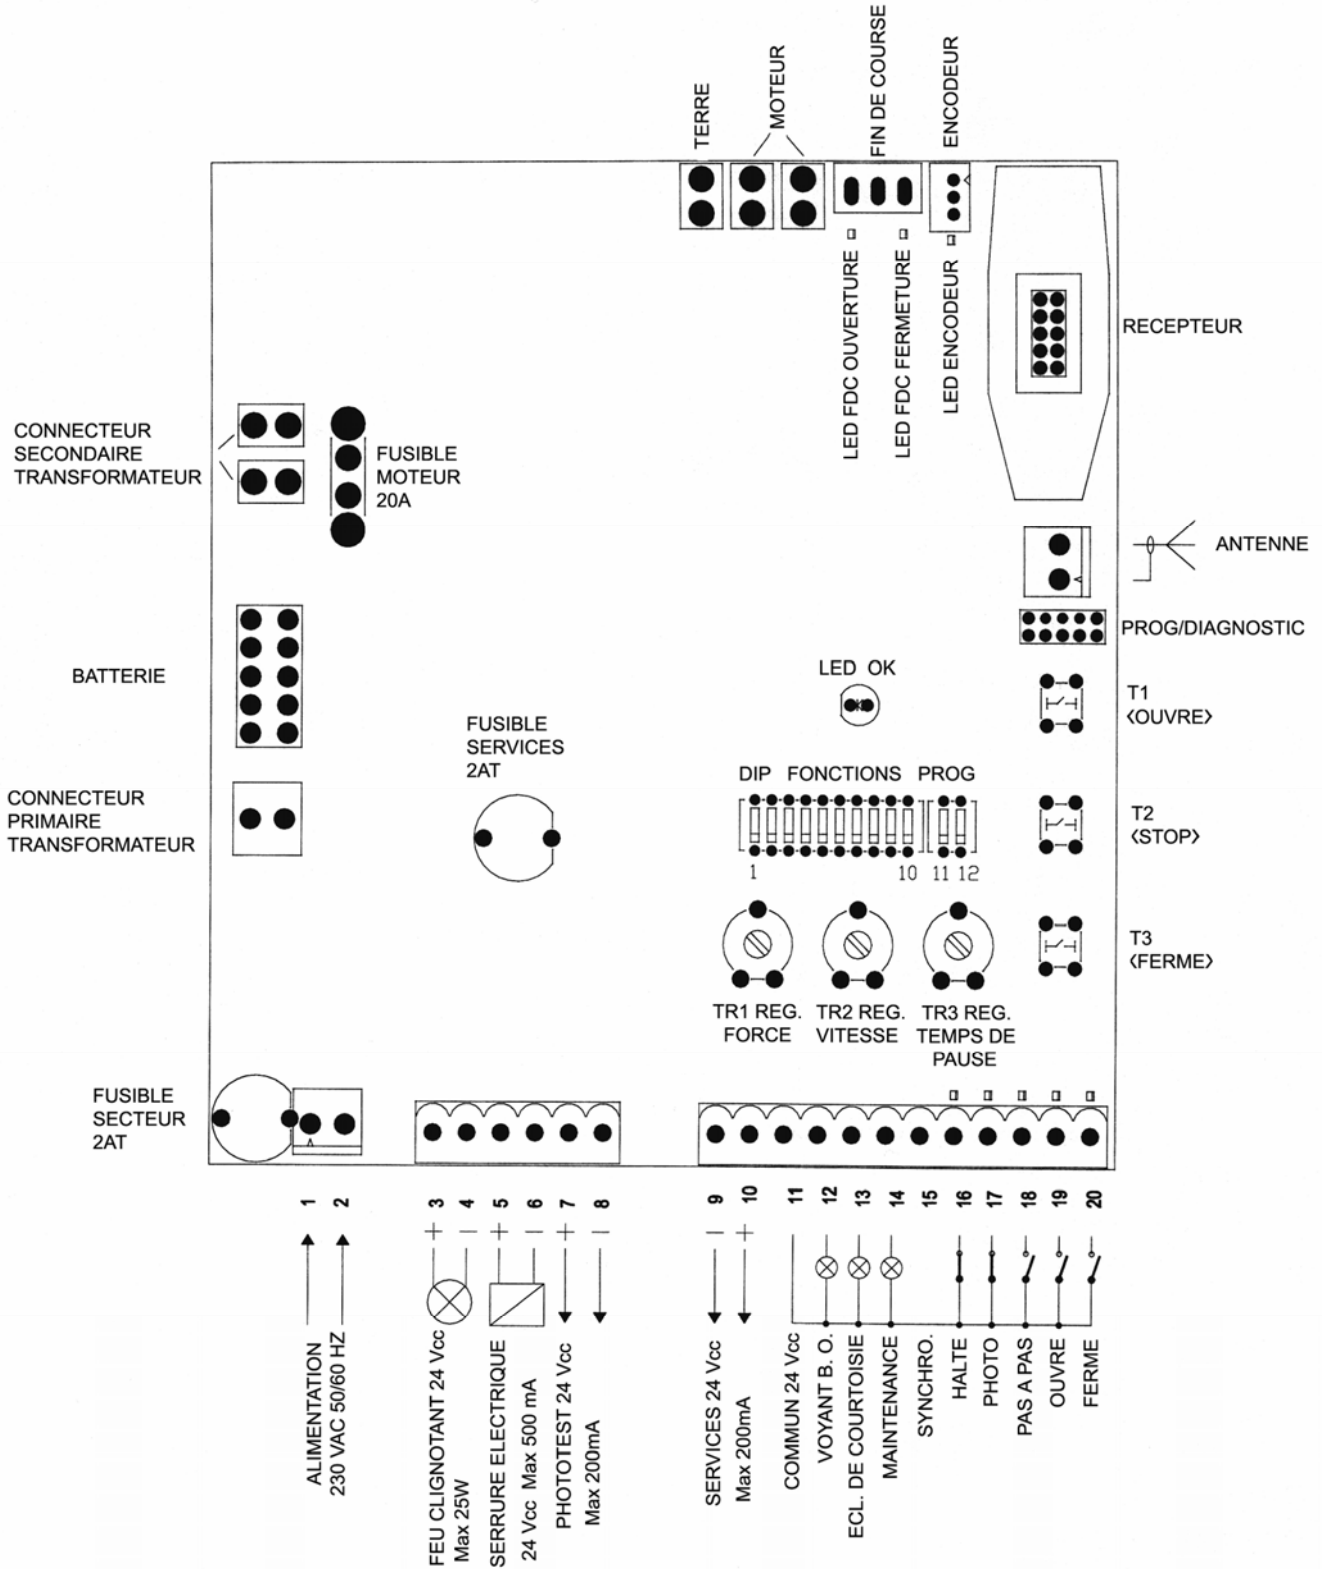 TERRE
MOTEUR
FIN DE COURSE
ENCODEUR
LED FDC OUVERTURE
LED FDC FERMETURE
LED ENCODEUR
RECEPTEUR
CONNECTEUR
SECONDAIRE
TRANSFORMATEUR
FUSIBLE
MOTEUR
20A
ANTENNE
PROG/DIAGNOSTIC
BATTERIE
LED OK
T1
<OUVRE>
FUSIBLE
SERVICES
2AT
DIP FONCTIONS PROG
1 10 11 12
CONNECTEUR
PRIMAIRE
TRANSFORMATEUR
T2
<STOP>
T3
<FERME>
TR1 REG.
FORCE
TR2 REG.
VITESSE
TR3 REG.
TEMPS DE
PAUSE
FUSIBLE
SECTEUR
2AT
1 2 3 4 5 6 7 8 9 10 11 12 13 14 15 16 17 18 19 20
+ - + - + - - +
ALIMENTATION
230 VAC 50/60 HZ
FEU CLIGNOTANT 24 Vcc
Max 25W
SERRURE ELECTRIQUE
24 Vcc Max 500 mA
PHOTOTEST 24 Vcc
Max 200mA
SERVICES 24 Vcc
Max 200mA
COMMUN 24 Vcc
VOYANT B. O.
ECL. DE COURTOISIE
MAINTENANCE
SYNCHRO.
HALTE
PHOTO
PAS A PAS
OUVRE
FERME